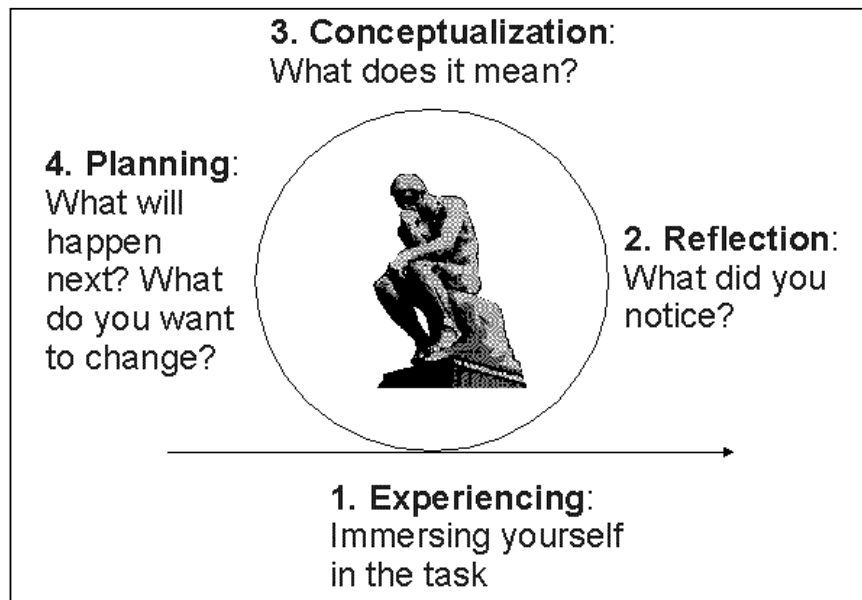 3. Conceptualization:
What does it mean?
4. Planning:
What will
happen
next? What
do you want
to change?
2. Reflection:
What did you
notice?
1. Experiencing:
Immersing yourself
in the task